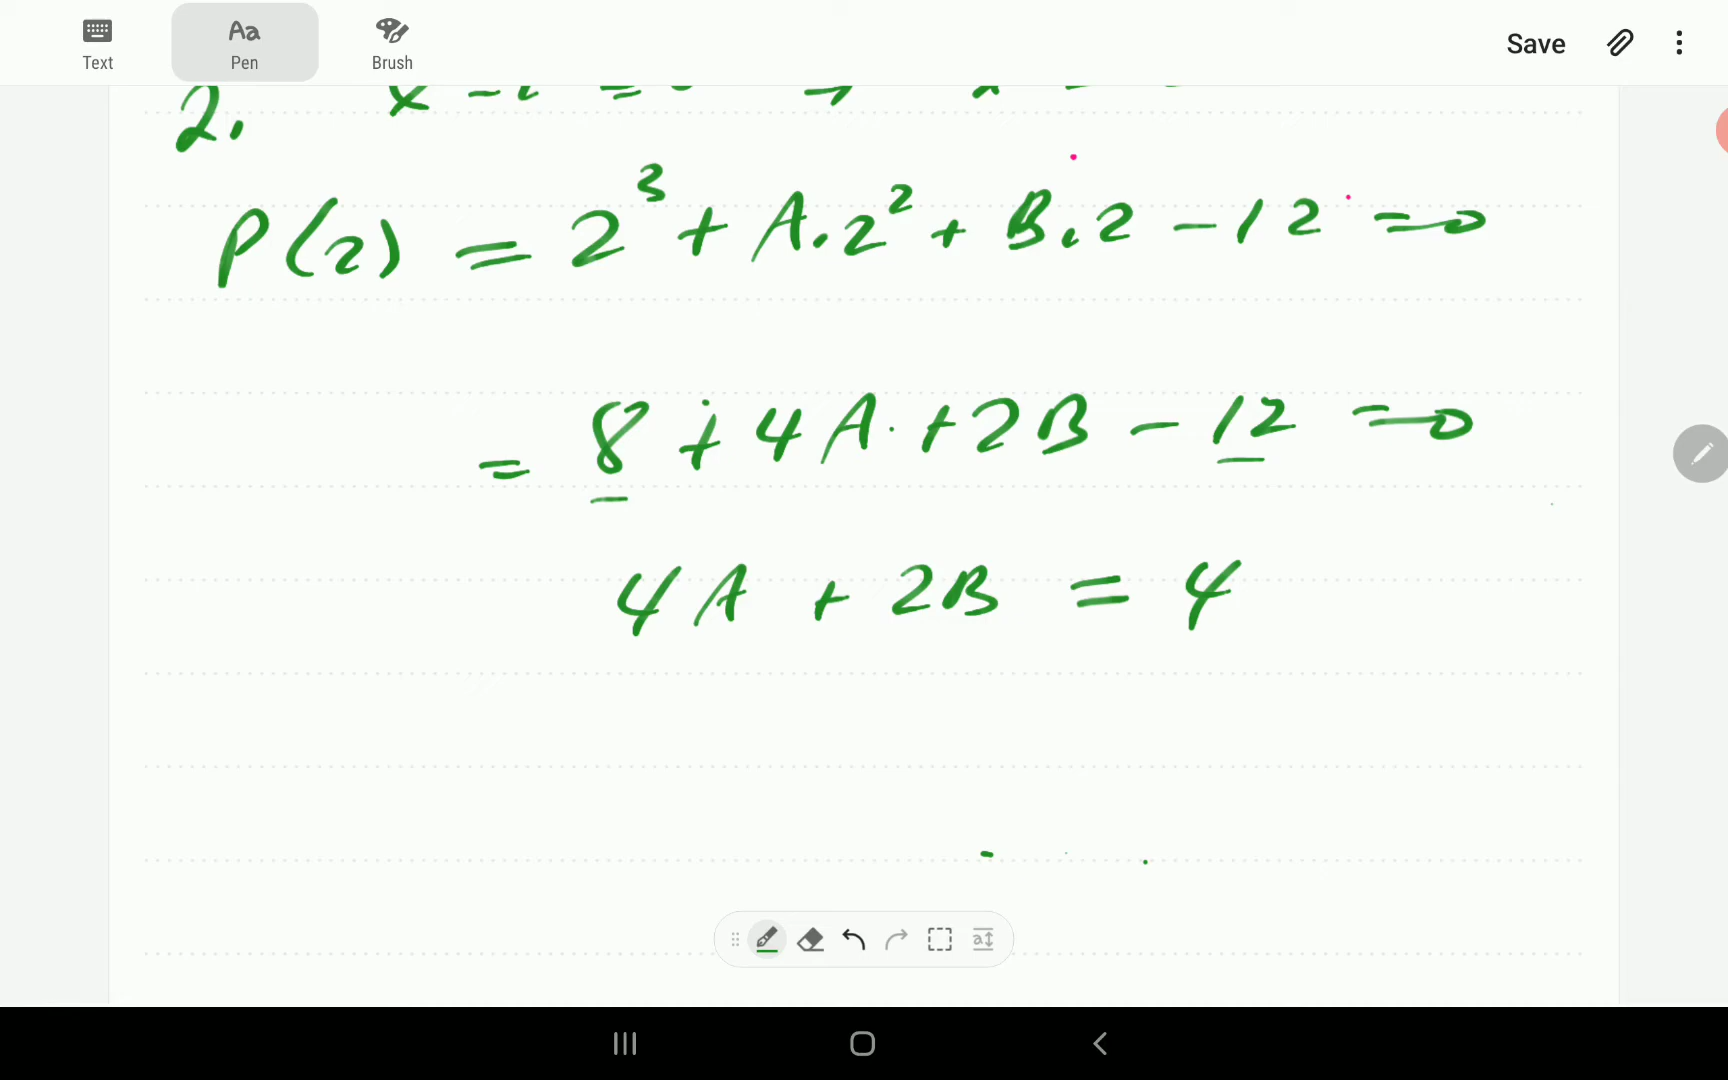 Text Aa Pen Brush Save
2.
P(2) = 2³ + A.2² + B.2 - 12 = 0
= 8 + 4A + 2B - 12 = 0
4A + 2B = 4